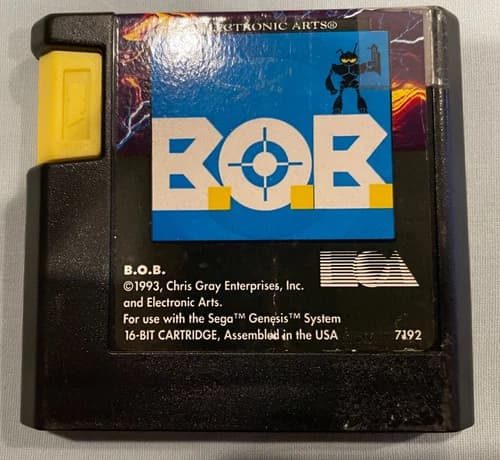 ELECTRONIC ARTS®
B.O.B.
EA
B.O.B.
©1993, Chris Gray Enterprises, Inc.
and Electronic Arts.
For use with the Sega™ Genesis™ System
16-BIT CARTRIDGE, Assembled in the USA
7192